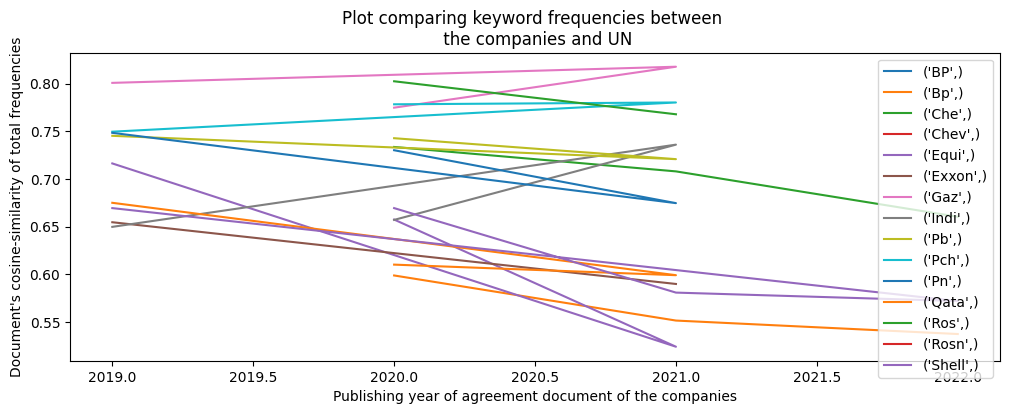 Plot comparing keyword frequencies between
the companies and UN
Document's cosine-similarity of total frequencies
0.80
0.75
0.70
0.65
0.60
0.55
2019.0
2019.5
2020.0
2020.5
2021.0
2021.5
2022.0
Publishing year of agreement document of the companies
('BP',)
('Bp',)
('Che',)
('Chev',)
('Equi',)
('Exxon',)
('Gaz',)
('Indi',)
('Pb',)
('Pch',)
('Pn',)
('Qata',)
('Ros',)
('Rosn',)
('Shell',)